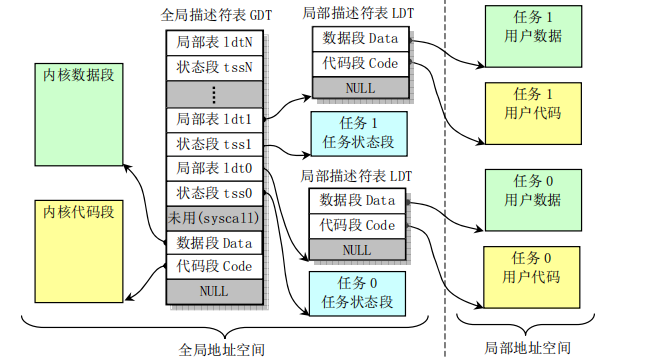 全局描述符表 GDT
局部表 ldtN
状态段 tssN
⋮
局部表 ldt1
状态段 tss1
局部表 ldt0
状态段 tss0
未用(syscall)
数据段 Data
代码段 Code
NULL
内核数据段
内核代码段
局部描述符表 LDT
数据段 Data
代码段 Code
NULL
任务 1
任务状态段
局部描述符表 LDT
数据段 Data
代码段 Code
NULL
任务 0
任务状态段
任务 1
用户数据
任务 1
用户代码
任务 0
用户数据
任务 0
用户代码
全局地址空间
局部地址空间